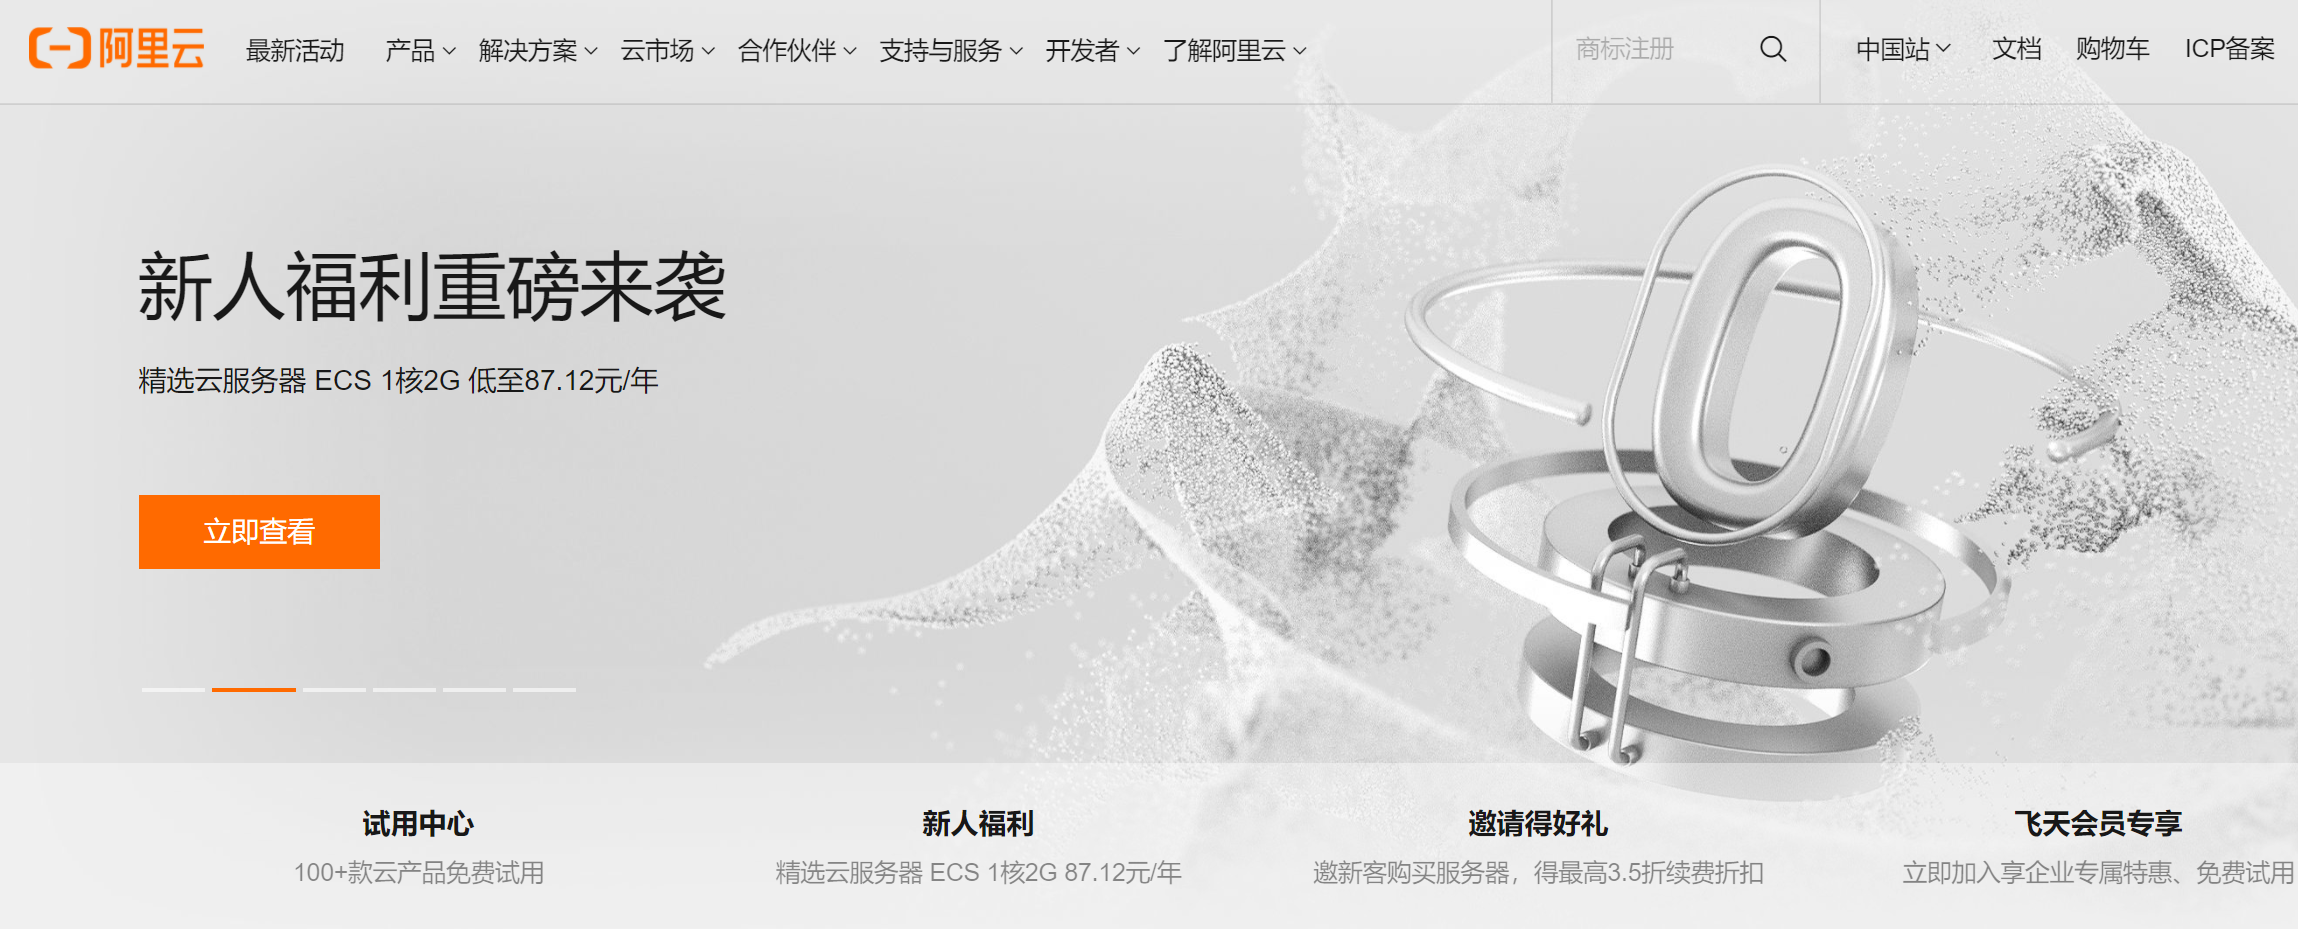 阿里云 最新活动 产品 解决方案 云市场 合作伙伴 支持与服务 开发者 了解阿里云 商标注册 中国站 文档 购物车 ICP备案
新人福利重磅来袭
精选云服务器 ECS 1核2G 低至87.12元/年
立即查看
试用中心 新人福利 邀请得好礼 飞天会员专享
100+款云产品免费试用 精选云服务器 ECS 1核2G 87.12元/年 邀新客购买服务器，得最高3.5折续费折扣 立即加入享企业专属特惠、免费试用